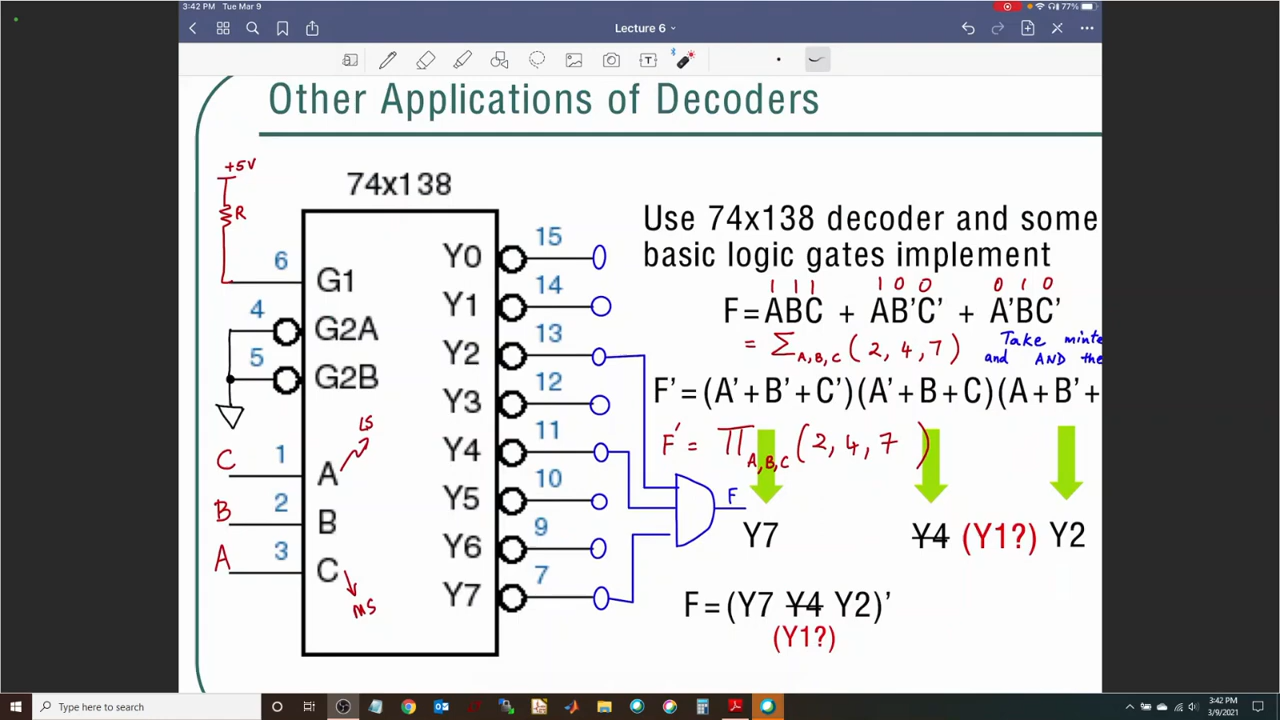 3:42 PM Tue Mar 9
77%
Lecture 6
Other Applications of Decoders
+5V
R
74x138
6 G1
4 G2A
5 G2B
C 1 A LS
B 2 B
A 3 C MS
Y0 15
Y1 14
Y2 13
Y3 12
Y4 11
Y5 10
Y6 9
Y7 7
F
Use 74x138 decoder and some
basic logic gates implement
1 1 1 1 0 0 0 1 0
F=ABC + AB'C' + A'BC'
= Σ A,B,C (2, 4, 7) Take
and AND
F'=(A'+B'+C')(A'+B+C)(A+B'+
F' = Π A,B,C (2, 4, 7)
Y7 Y4 (Y1?) Y2
F=(Y7 Y4 Y2)'
(Y1?)
Type here to search
3:42 PM
3/9/2021